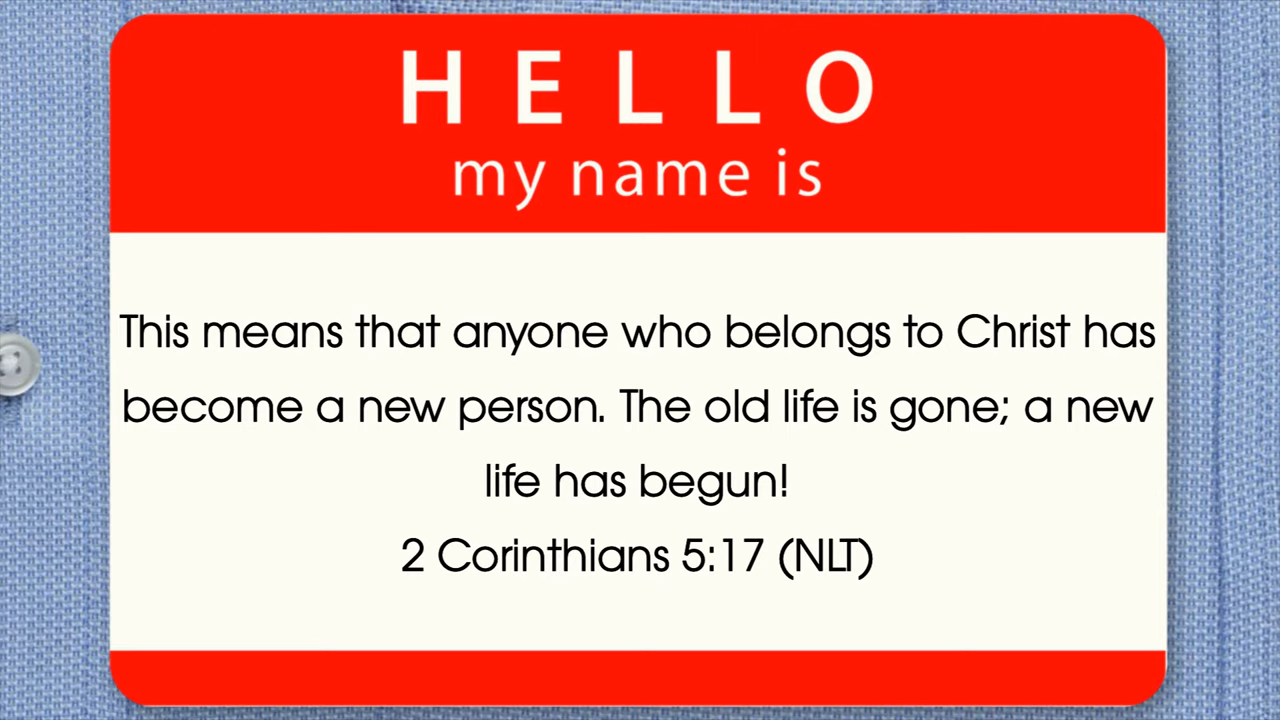 HELLO
my name is
This means that anyone who belongs to Christ has
become a new person. The old life is gone; a new
life has begun!
2 Corinthians 5:17 (NLT)